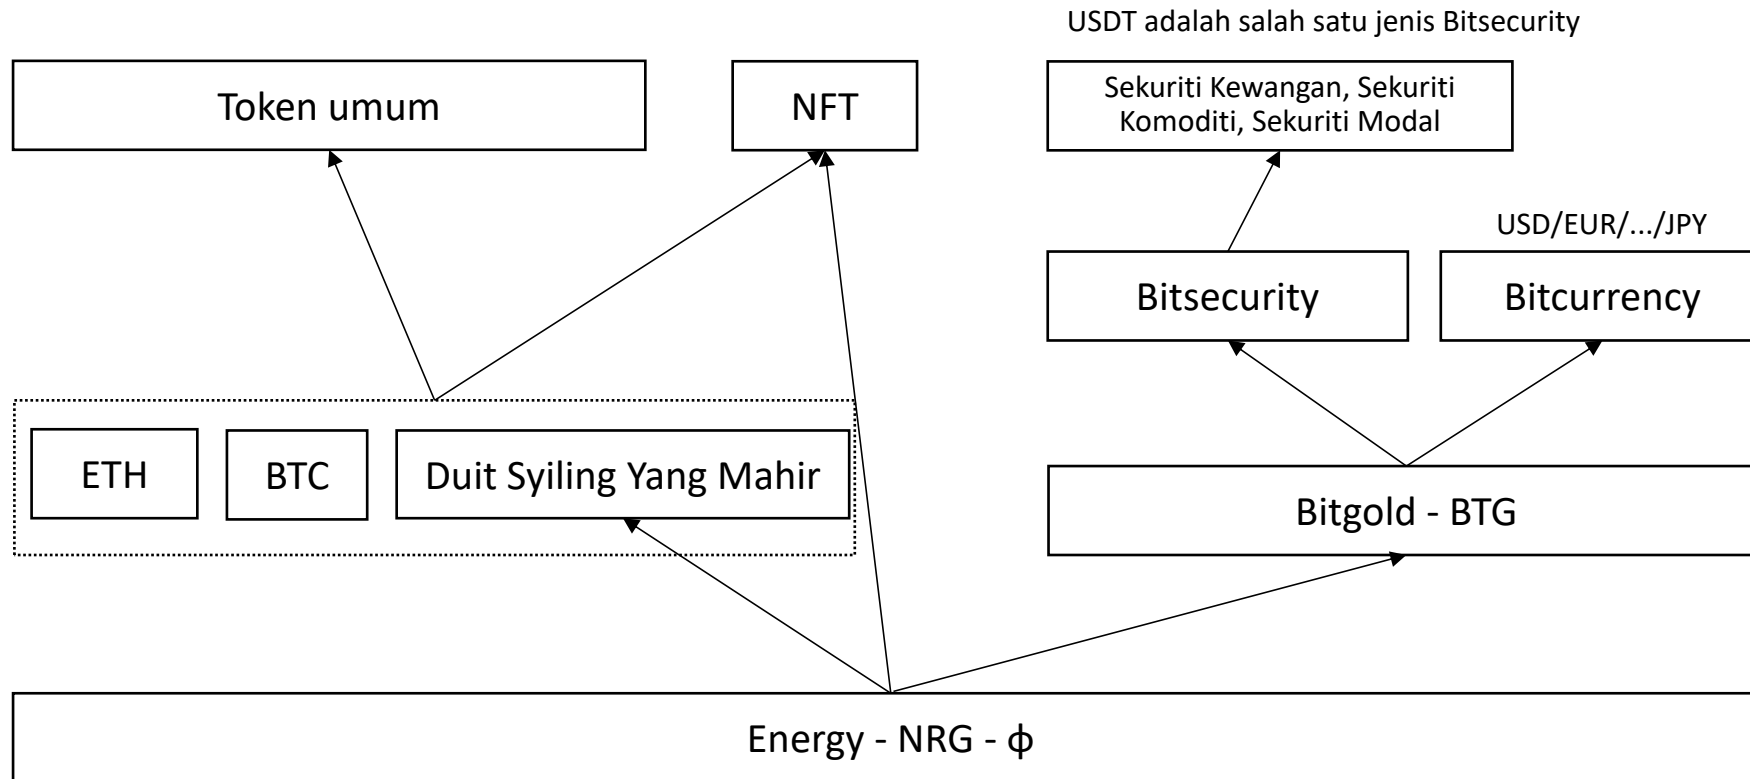 USDT adalah salah satu jenis Bitsecurity
Token umum
NFT
Sekuriti Kewangan, Sekuriti
Komoditi, Sekuriti Modal
USD/EUR/.../JPY
Bitsecurity
Bitcurrency
ETH
BTC
Duit Syiling Yang Mahir
Bitgold - BTG
Energy - NRG - ф